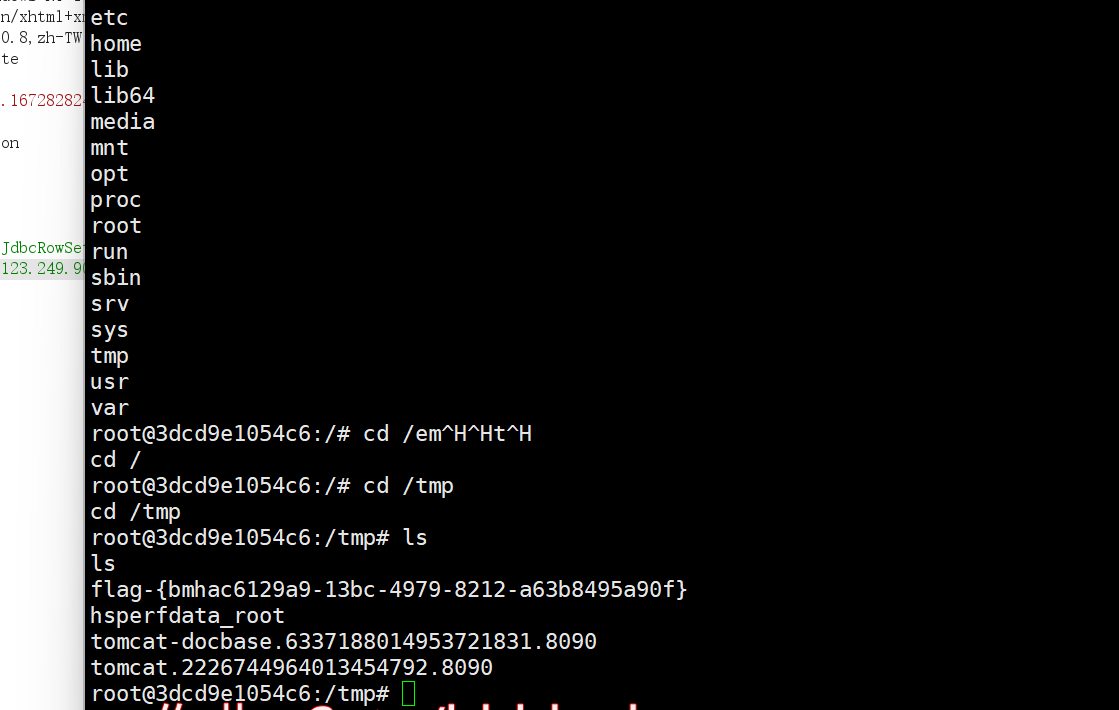 n/xhtml+x
0.8,zh-TW
te
.16728282
on
JdbcRowSe
123.249.9
etc
home
lib
lib64
media
mnt
opt
proc
root
run
sbin
srv
sys
tmp
usr
var
root@3dcd9e1054c6:/# cd /em^H^Ht^H
cd /
root@3dcd9e1054c6:/# cd /tmp
cd /tmp
root@3dcd9e1054c6:/tmp# ls
ls
flag-{bmhac6129a9-13bc-4979-8212-a63b8495a90f}
hsperfdata_root
tomcat-docbase.6337188014953721831.8090
tomcat.2226744964013454792.8090
root@3dcd9e1054c6:/tmp#